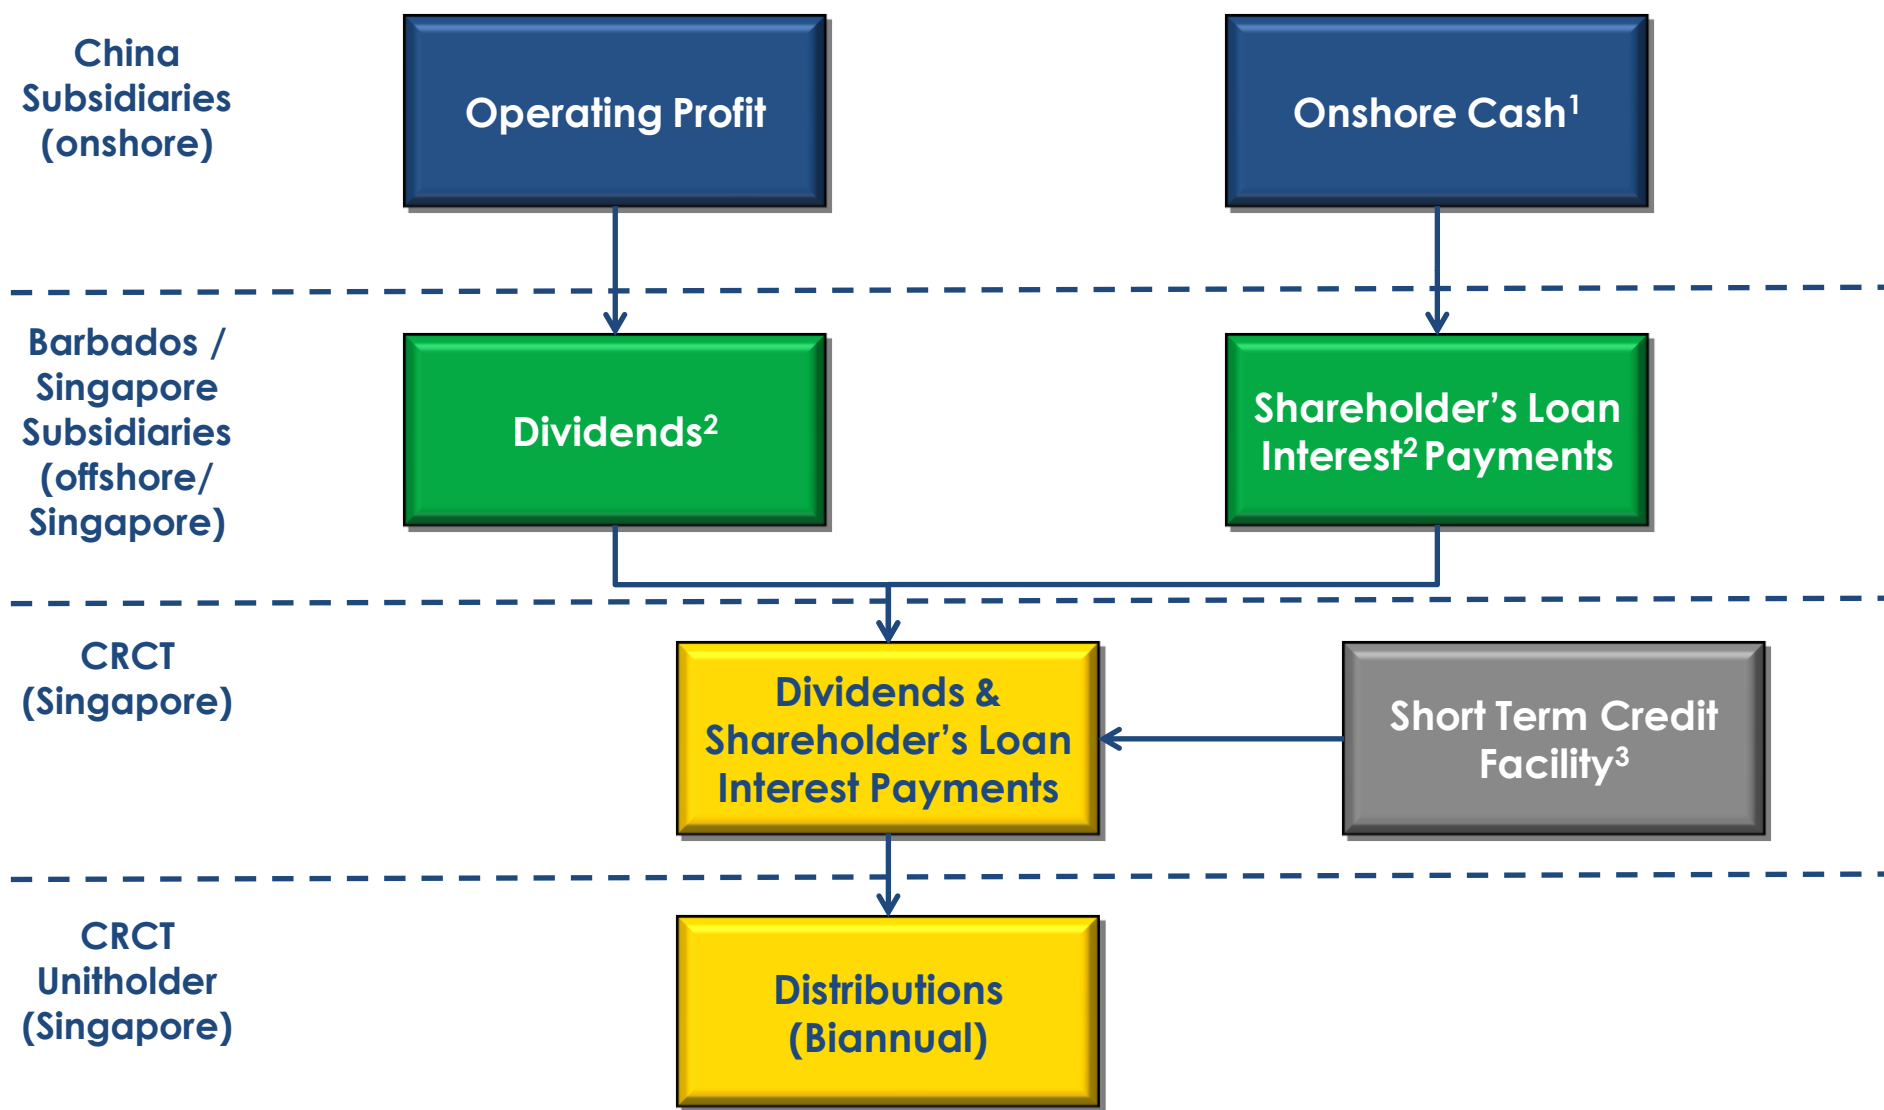 China
Subsidiaries
(onshore)
Operating Profit
Onshore Cash¹
Barbados /
Singapore
Subsidiaries
(offshore/
Singapore)
Dividends²
Shareholder’s Loan
Interest² Payments
CRCT
(Singapore)
Dividends &
Shareholder’s Loan
Interest Payments
Short Term Credit
Facility³
CRCT
Unitholder
(Singapore)
Distributions
(Biannual)